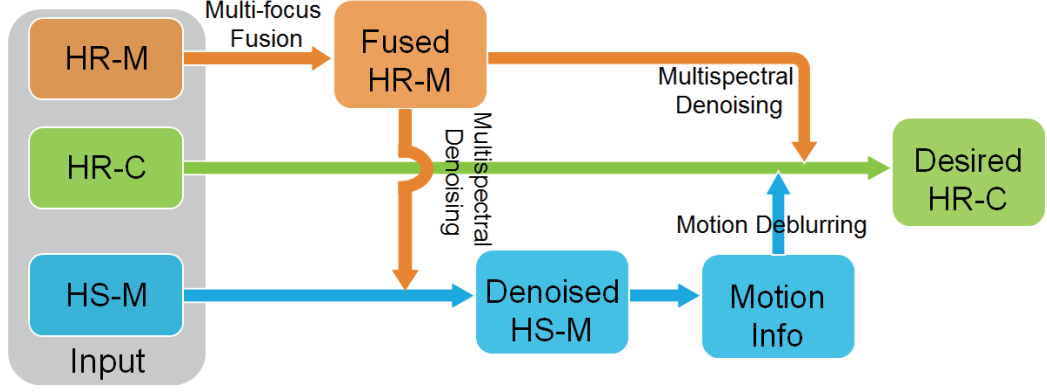 HR-M
Multi-focus
Fusion
Fused
HR-M
Multispectral
Denoising
HR-C
Multispectral
Denoising
Desired
HR-C
Motion Deblurring
HS-M
Denoised
HS-M
Motion
Info
Input